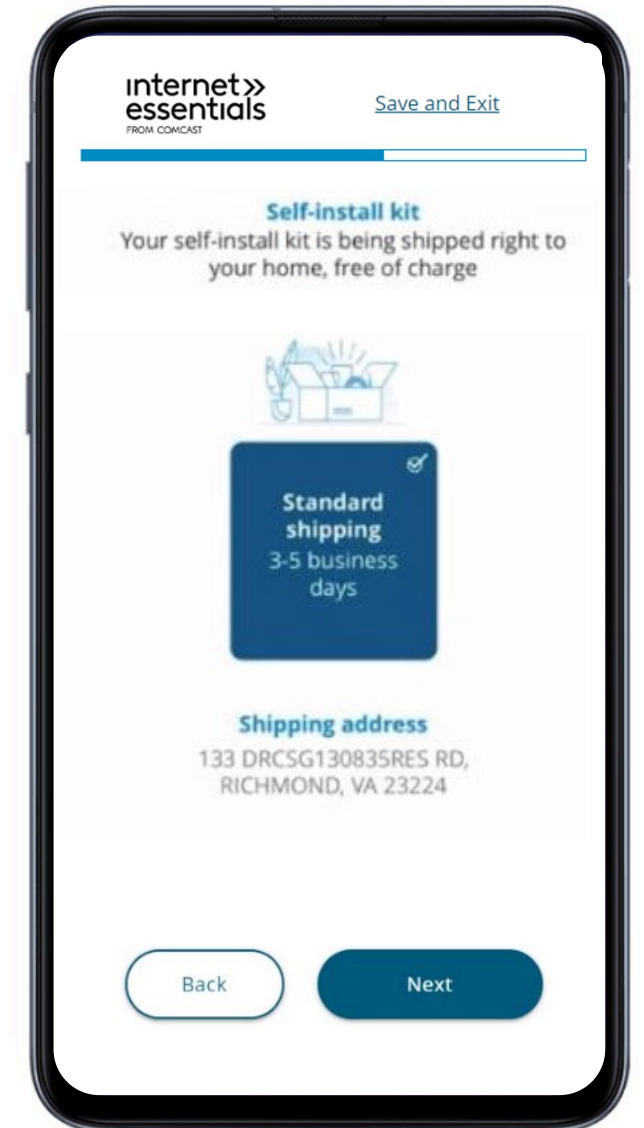 internet»
essentials
FROM COMCAST
Save and Exit
Self-install kit
Your self-install kit is being shipped right to
your home, free of charge
Standard
shipping
3-5 business
days
Shipping address
133 DRCSG130835RES RD,
RICHMOND, VA 23224
Back
Next